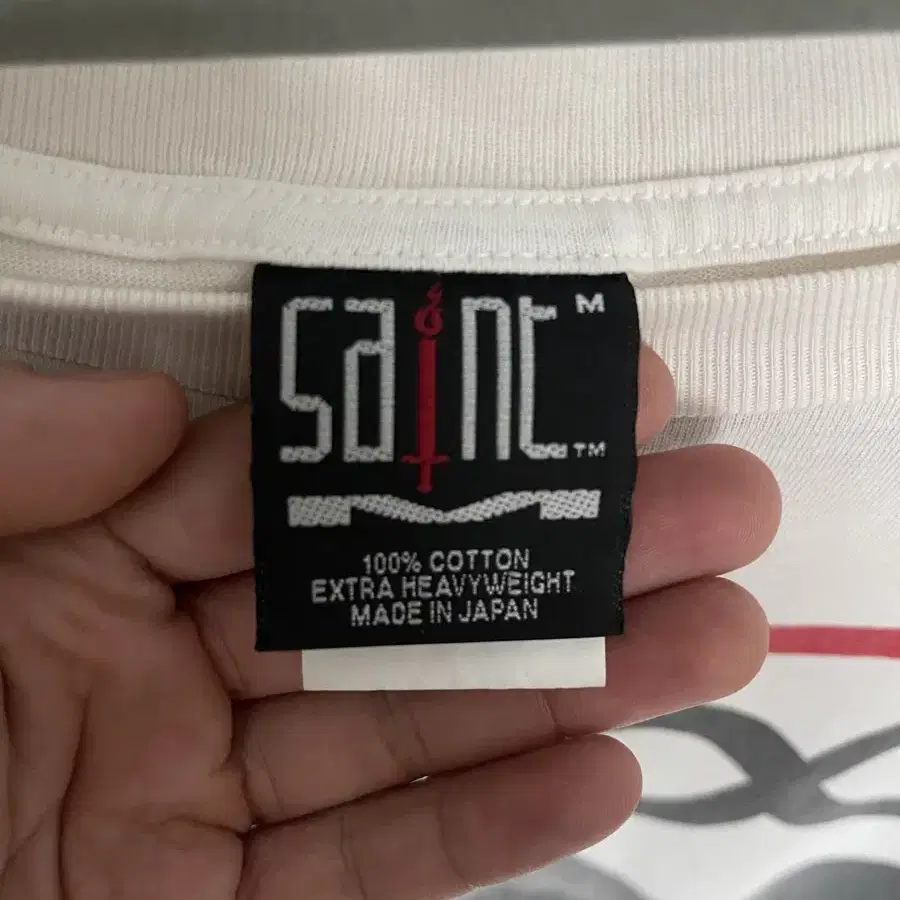 SAiNt M
TM
100% COTTON
EXTRA HEAVYWEIGHT
MADE IN JAPAN